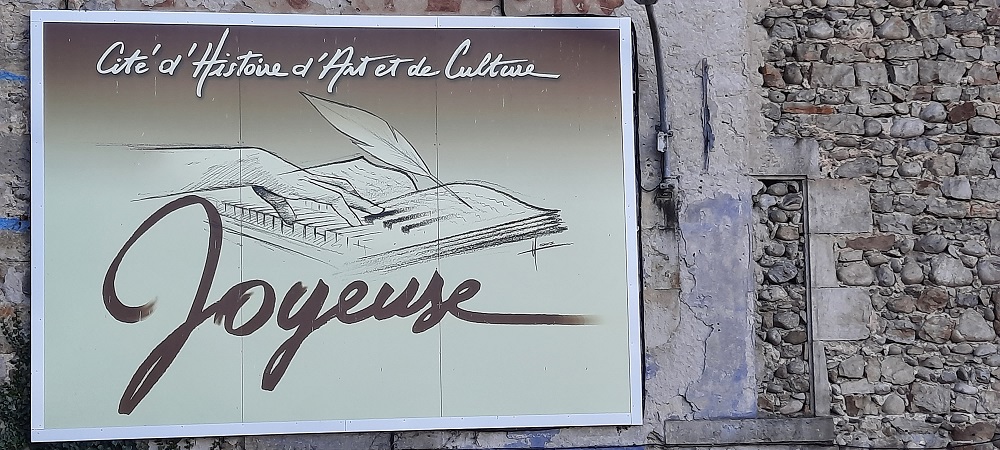 Cité d'Histoire d'Art et de Culture
Joyeuse